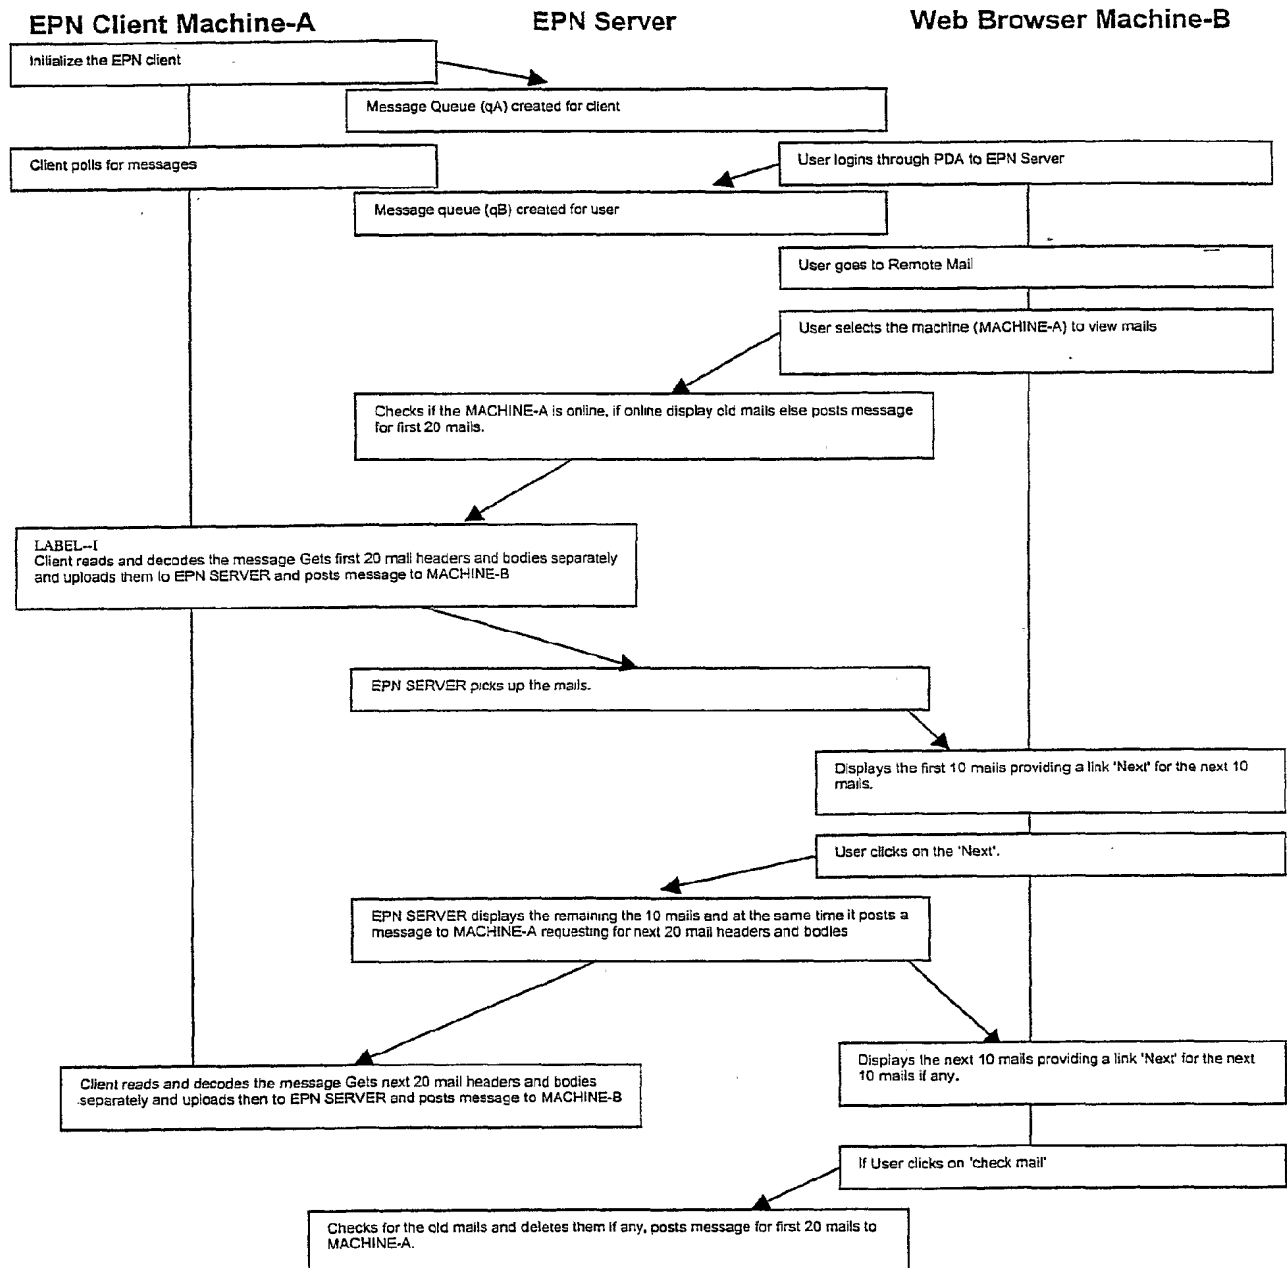 EPN Client Machine-A
EPN Server
Web Browser Machine-B
Initialize the EPN client
Message Queue (qA) created for client
Client polls for messages
User logins through PDA to EPN Server
Message queue (qB) created for user
User goes to Remote Mail
User selects the machine (MACHINE-A) to view mails
Checks if the MACHINE-A is online, if online display old mails else posts message
for first 20 mails.
LABEL--I
Client reads and decodes the message Gets first 20 mail headers and bodies separately
and uploads them to EPN SERVER and posts message to MACHINE-B
EPN SERVER picks up the mails.
Displays the first 10 mails providing a link 'Next' for the next 10
mails.
User clicks on the 'Next'.
EPN SERVER displays the remaining the 10 mails and at the same time it posts a
message to MACHINE-A requesting for next 20 mail headers and bodies
Displays the next 10 mails providing a link 'Next' for the next
10 mails if any.
Client reads and decodes the message Gets next 20 mail headers and bodies
separately and uploads then to EPN SERVER and posts message to MACHINE-B
If User clicks on 'check mail'
Checks for the old mails and deletes them if any, posts message for first 20 mails to
MACHINE-A.